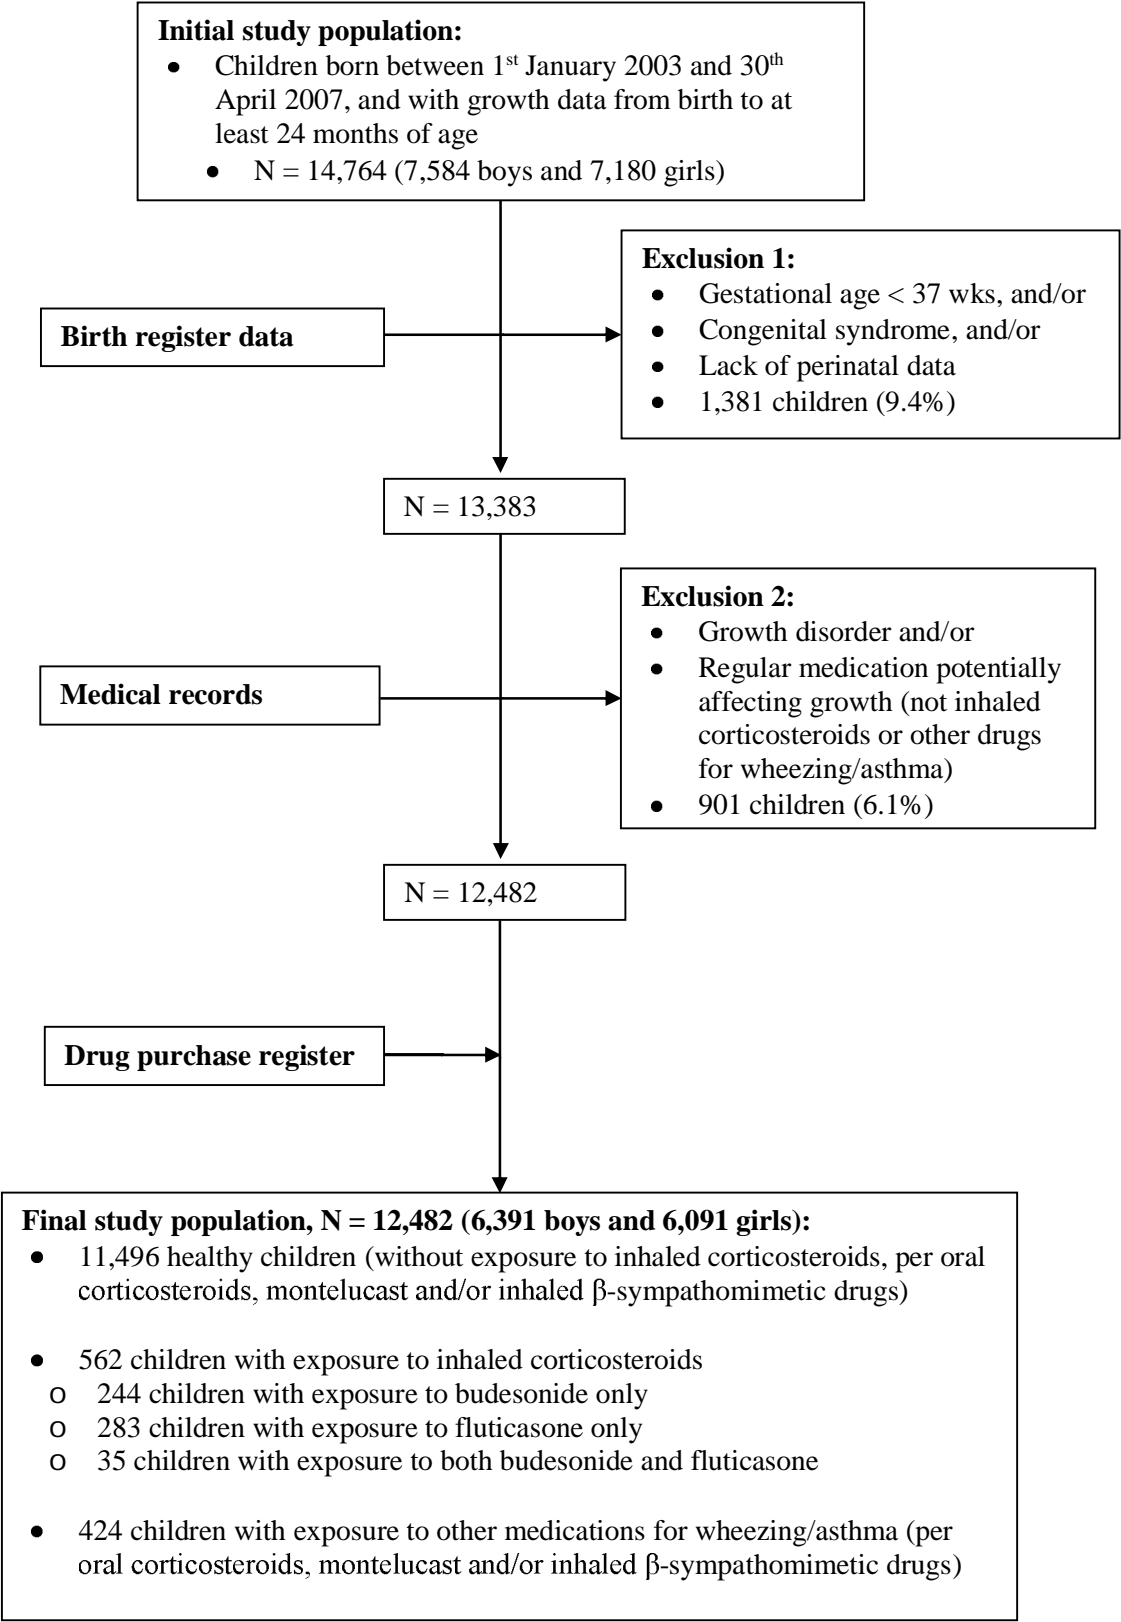 Initial study population:
● Children born between 1st January 2003 and 30th
April 2007, and with growth data from birth to at
least 24 months of age
● N = 14,764 (7,584 boys and 7,180 girls)
Exclusion 1:
● Gestational age < 37 wks, and/or
● Congenital syndrome, and/or
● Lack of perinatal data
● 1,381 children (9.4%)
Birth register data
N = 13,383
Exclusion 2:
● Growth disorder and/or
● Regular medication potentially
affecting growth (not inhaled
corticosteroids or other drugs
for wheezing/asthma)
● 901 children (6.1%)
Medical records
N = 12,482
Drug purchase register
Final study population, N = 12,482 (6,391 boys and 6,091 girls):
● 11,496 healthy children (without exposure to inhaled corticosteroids, per oral
corticosteroids, montelucast and/or inhaled β-sympathomimetic drugs)
● 562 children with exposure to inhaled corticosteroids
o 244 children with exposure to budesonide only
o 283 children with exposure to fluticasone only
o 35 children with exposure to both budesonide and fluticasone
● 424 children with exposure to other medications for wheezing/asthma (per
oral corticosteroids, montelucast and/or inhaled β-sympathomimetic drugs)